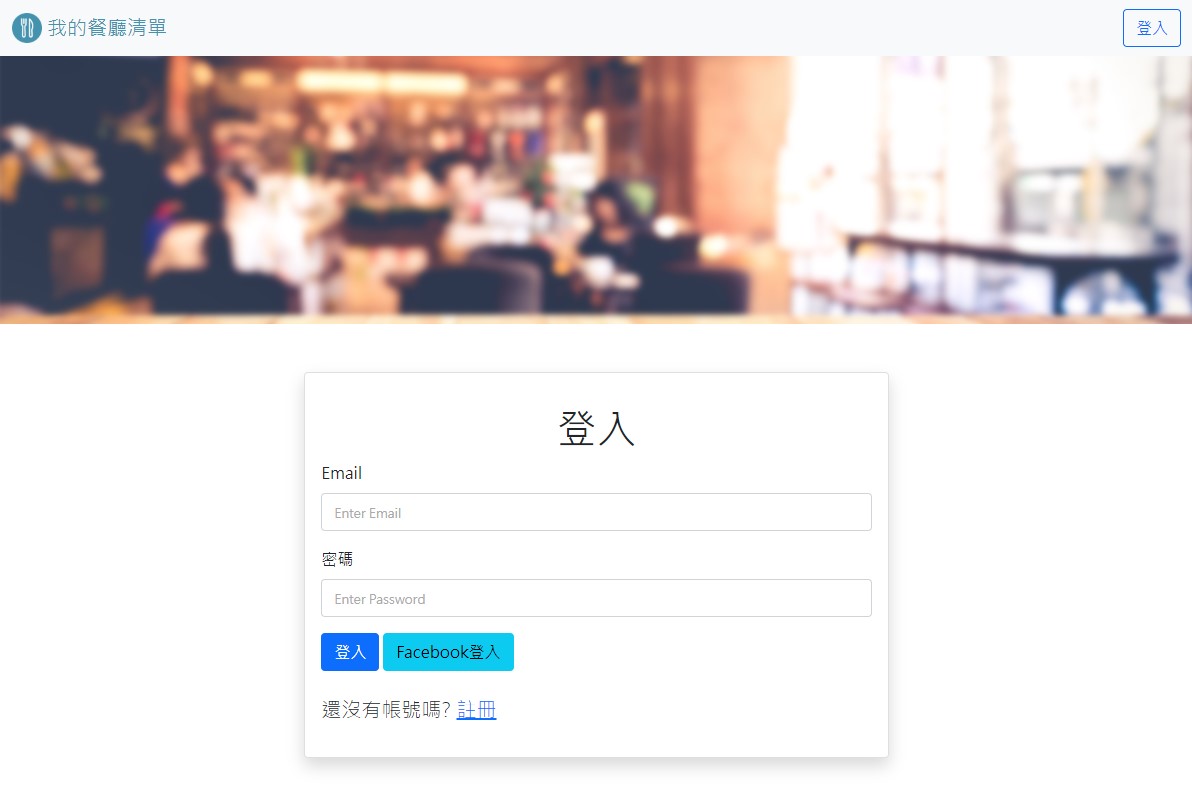 我的餐廳清單
登入
登入
Email
Enter Email
密碼
Enter Password
登入 Facebook登入
還沒有帳號嗎? 註冊